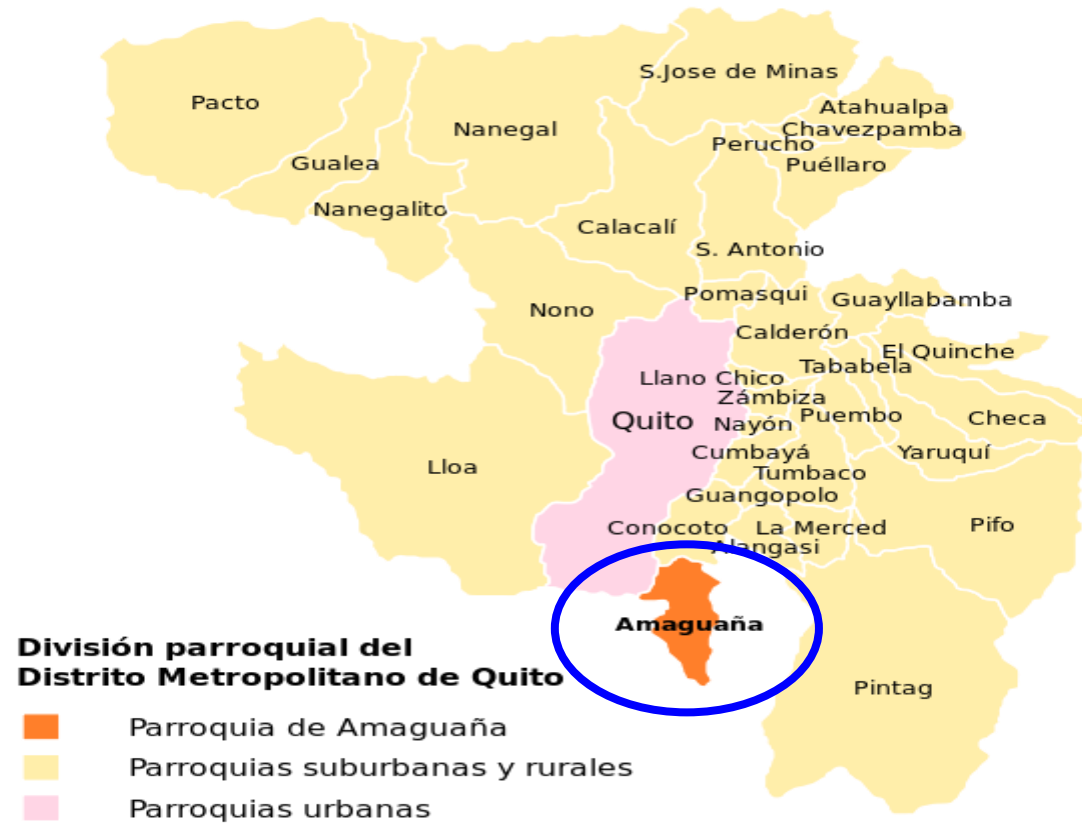 S.Jose de Minas
Pacto
Atahualpa
Nanegal
Chavezpamba
Perucho
Gualea
Puéllaro
Nanegalito
Calacalí
S. Antonio
Pomasqui
Guayllabamba
Nono
Calderón
El Quinche
Tababela
Llano Chico
Zámbiza
Puembo
Checa
Quito
Nayón
Cumbayá
Yaruquí
Lloa
Tumbaco
Guangopolo
Conocoto
La Merced
Pifo
Alangasi
Amaguaña
Pintag
División parroquial del
Distrito Metropolitano de Quito
Parroquia de Amaguaña
Parroquias suburbanas y rurales
Parroquias urbanas